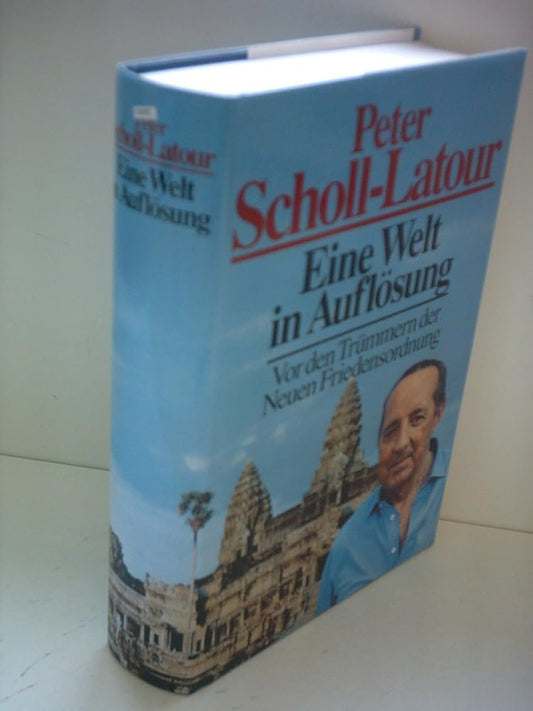 Peter
Scholl-Latour
Eine Welt
in Auflösung
Peter
Scholl-Latour
Eine Welt
in Auflösung
Vor den Trümmern der
Neuen Friedensordnung